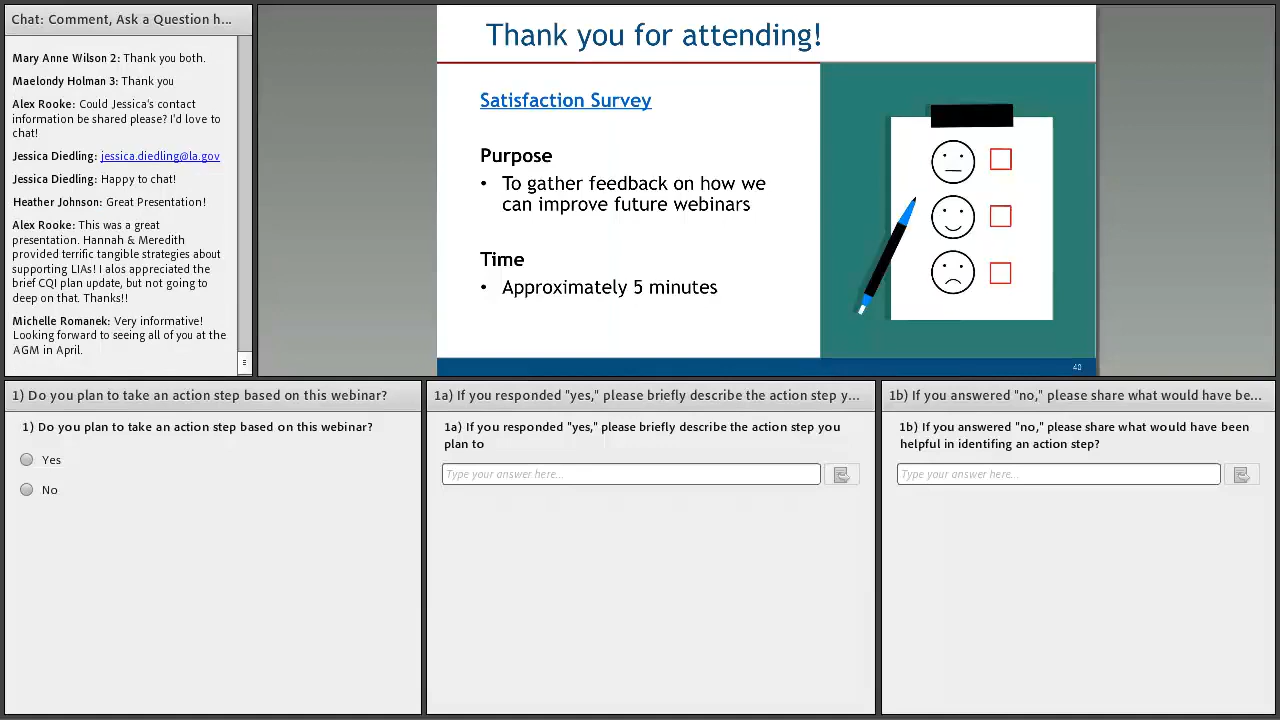 Chat: Comment, Ask a Question h...
Mary Anne Wilson 2: Thank you both.
Maelondy Holman 3: Thank you
Alex Rooke: Could Jessica's contact
information be shared please? I'd love to
chat!
Jessica Diedling: jessica.diedling@la.gov
Jessica Diedling: Happy to chat!
Heather Johnson: Great Presentation!
Alex Rooke: This was a great
presentation. Hannah & Meredith
provided terrific tangible strategies about
supporting LIAs! I alos appreciated the
brief CQI plan update, but not going to
deep on that. Thanks!!
Michelle Romanek: Very informative!
Looking forward to seeing all of you at the
AGM in April.
Thank you for attending!
Satisfaction Survey
Purpose
• To gather feedback on how we
can improve future webinars
Time
• Approximately 5 minutes
40
1) Do you plan to take an action step based on this webinar?
1) Do you plan to take an action step based on this webinar?
Yes
No
1a) If you responded "yes," please briefly describe the action step y...
1a) If you responded "yes," please briefly describe the action step you
plan to
Type your answer here...
1b) If you answered "no," please share what would have be...
1b) If you answered "no," please share what would have been
helpful in identifing an action step?
Type your answer here...